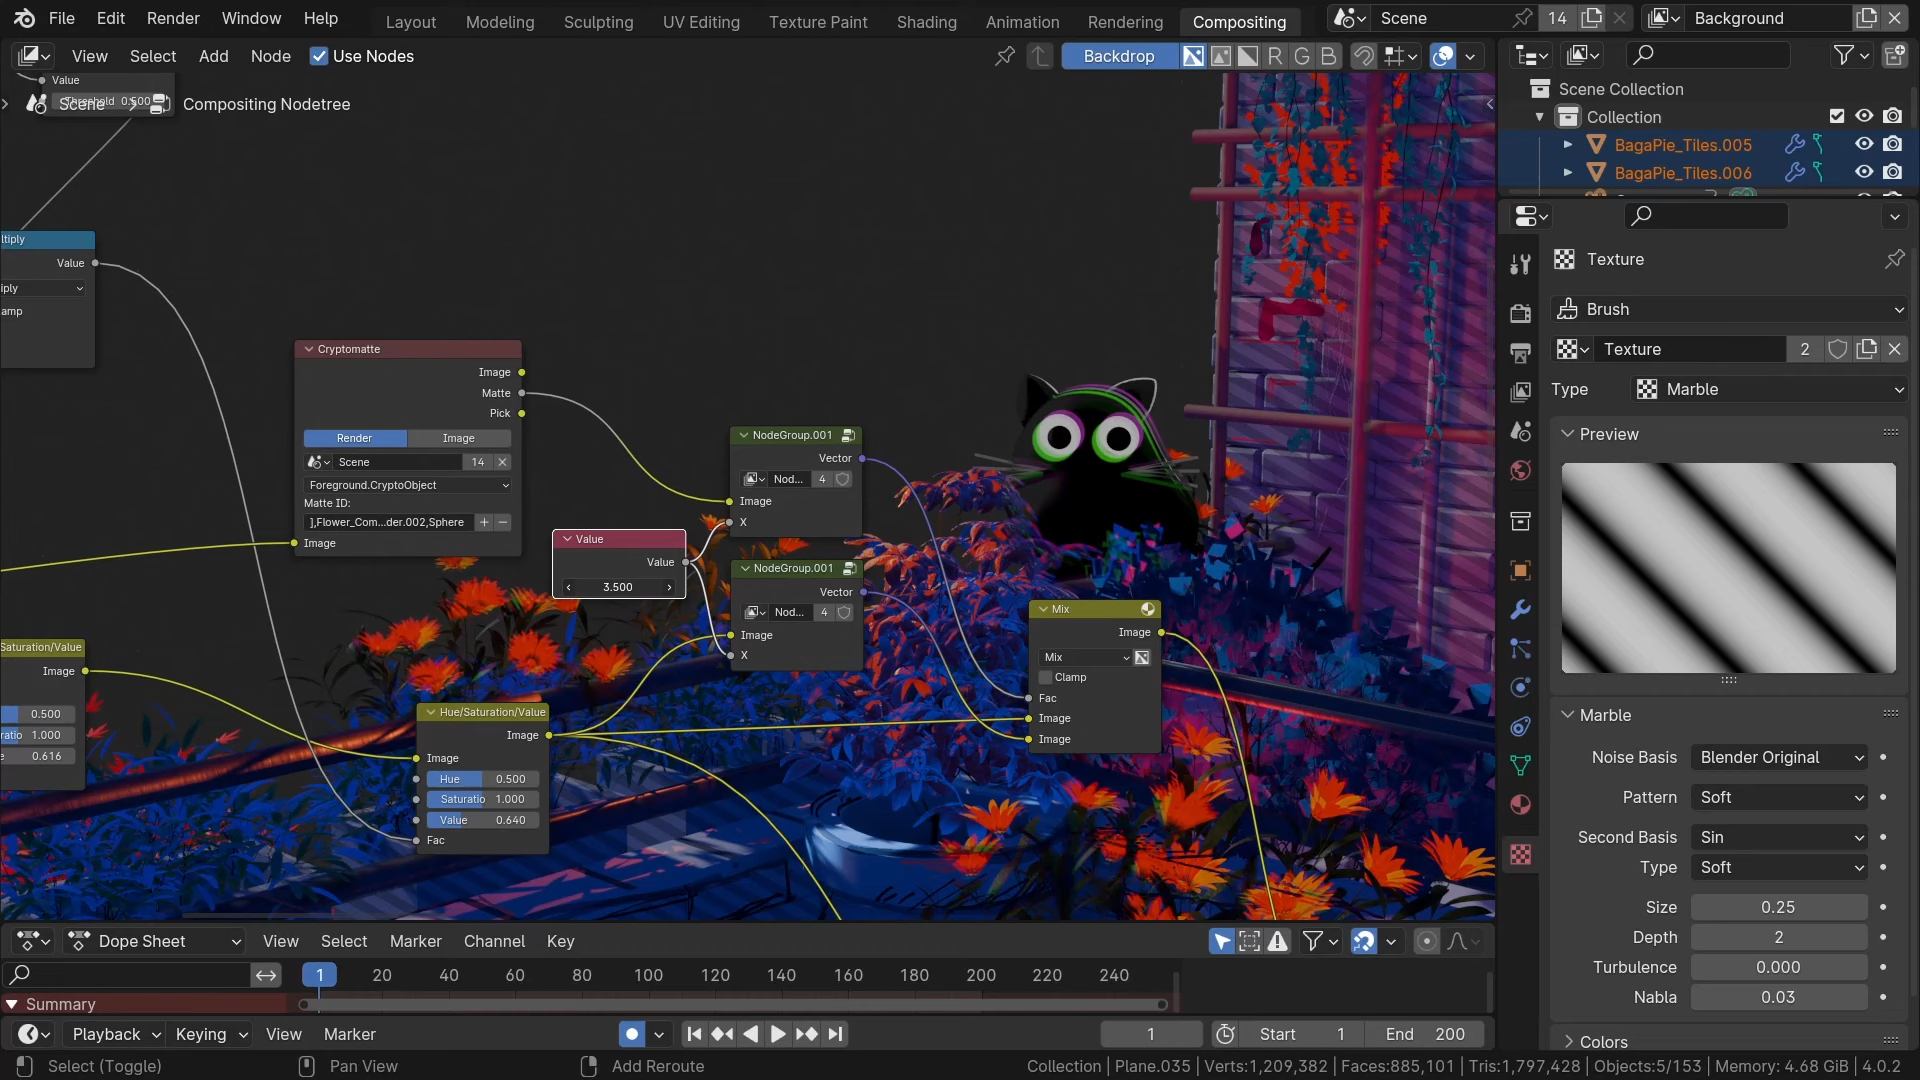 File Edit Render Window Help Layout Modeling Sculpting UV Editing Texture Paint Shading Animation Rendering Compositing Scene 14 Background
View Select Add Node Use Nodes Backdrop R G B
Value
Threshold 0.500
Scene Compositing Nodetree
Scene Collection
Collection
BagaPie_Tiles.005
BagaPie_Tiles.006
ltiply
Value
iply
amp
Cryptomatte
Image
Matte
Pick
Render Image
Scene 14
Foreground.CryptoObject
Matte ID:
],Flower_Com...der.002,Sphere
Image
NodeGroup.001
Vector
Nod... 4
Image
X
Value
Value
3.500
NodeGroup.001
Vector
Nod... 4
Image
X
Mix
Image
Mix
Clamp
Fac
Image
Image
Saturation/Value
Image
0.500
ratio 1.000
e 0.616
Hue/Saturation/Value
Image
Image
Hue 0.500
Saturatio 1.000
Value 0.640
Fac
Texture
Brush
Texture 2
Type Marble
Preview
Marble
Noise Basis Blender Original
Pattern Soft
Second Basis Sin
Type Soft
Size 0.25
Depth 2
Turbulence 0.000
Nabla 0.03
Colors
Dope Sheet View Select Marker Channel Key
1 20 40 60 80 100 120 140 160 180 200 220 240
Summary
Playback Keying View Marker 1 Start 1 End 200
Select (Toggle) Pan View Add Reroute Collection | Plane.035 | Verts:1,209,382 | Faces:885,101 | Tris:1,797,428 | Objects:5/153 | Memory: 4.68 GiB | 4.0.2